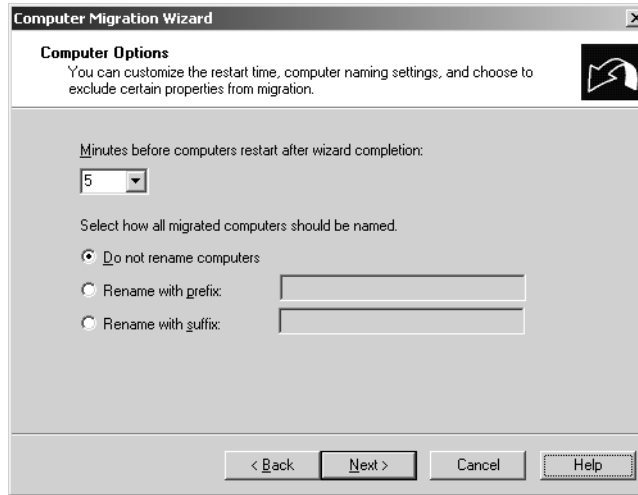 Computer Migration Wizard
Computer Options
You can customize the restart time, computer naming settings, and choose to
exclude certain properties from migration.
Minutes before computers restart after wizard completion:
5
Select how all migrated computers should be named.
Do not rename computers
Rename with prefix:
Rename with suffix:
< Back Next > Cancel Help